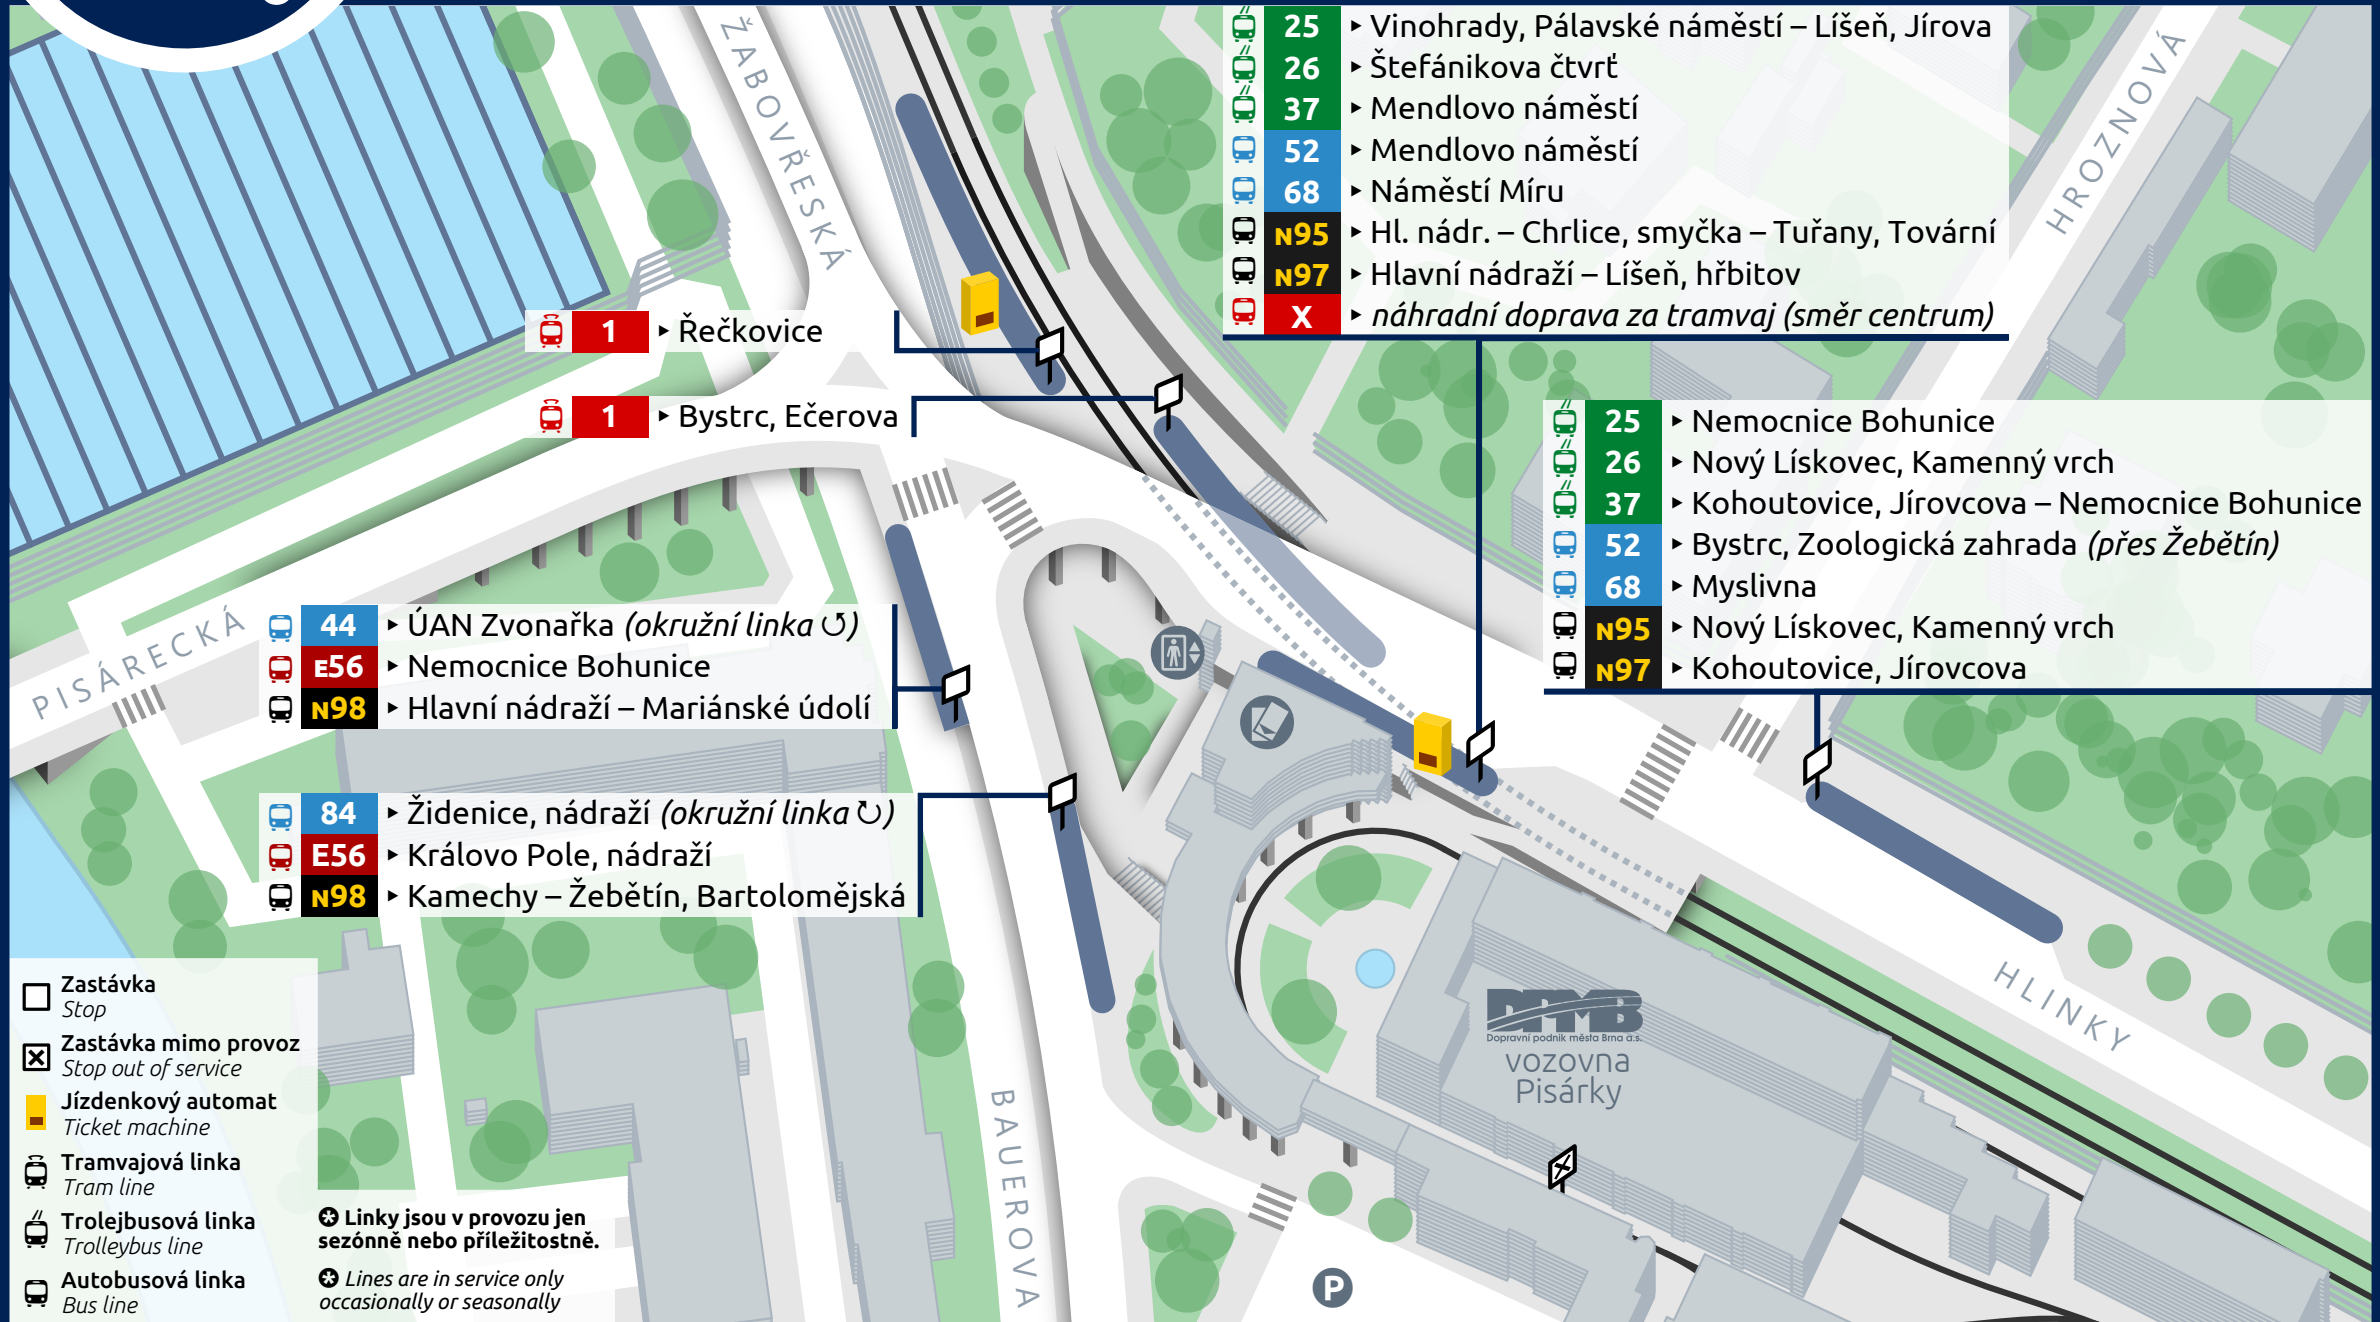 ŽABOVŘESKÁ
25 ‣ Vinohrady, Pálavské náměstí – Líšeň, Jírova
26 ‣ Štefánikova čtvrť
37 ‣ Mendlovo náměstí
52 ‣ Mendlovo náměstí
68 ‣ Náměstí Míru
N95 ‣ Hl. nádr. – Chrlice, smyčka – Tuřany, Tovární
N97 ‣ Hlavní nádraží – Líšeň, hřbitov
X ‣ náhradní doprava za tramvaj (směr centrum)
HROZNOVÁ
1 ‣ Řečkovice
1 ‣ Bystrc, Ečerova
25 ‣ Nemocnice Bohunice
26 ‣ Nový Lískovec, Kamenný vrch
37 ‣ Kohoutovice, Jírovcova – Nemocnice Bohunice
52 ‣ Bystrc, Zoologická zahrada (přes Žebětín)
68 ‣ Myslivna
N95 ‣ Nový Lískovec, Kamenný vrch
N97 ‣ Kohoutovice, Jírovcova
PISÁRECKÁ
44 ‣ ÚAN Zvonařka (okružní linka ↺)
E56 ‣ Nemocnice Bohunice
N98 ‣ Hlavní nádraží – Mariánské údolí
84 ‣ Židenice, nádraží (okružní linka ↻)
E56 ‣ Královo Pole, nádraží
N98 ‣ Kamechy – Žebětín, Bartolomějská
HLINKY
DPMB
Dopravní podnik města Brna a.s.
vozovna
Pisárky
BAUEROVA
P
Zastávka
Stop
Zastávka mimo provoz
Stop out of service
Jízdenkový automat
Ticket machine
Tramvajová linka
Tram line
Trolejbusová linka
Trolleybus line
Autobusová linka
Bus line
✪ Linky jsou v provozu jen
sezónně nebo příležitostně.
✪ Lines are in service only
occasionally or seasonally